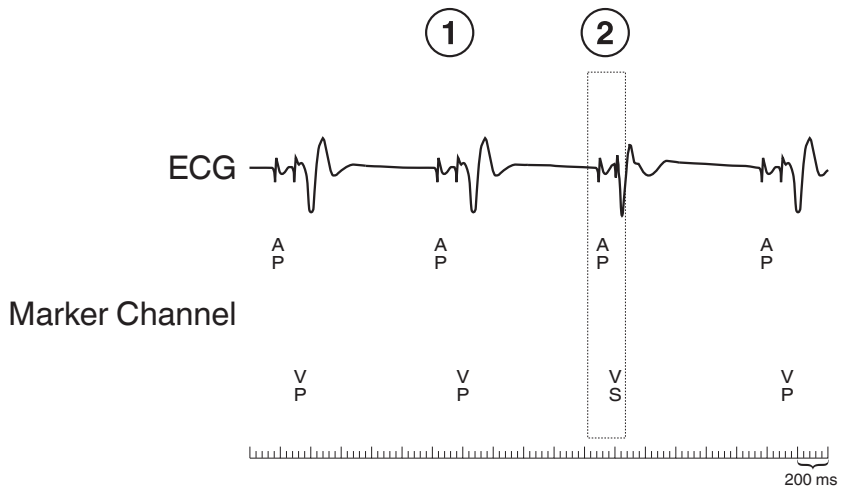 1 2
ECG
A A A A
P P P P
Marker Channel
V V V V
P P S P
200 ms